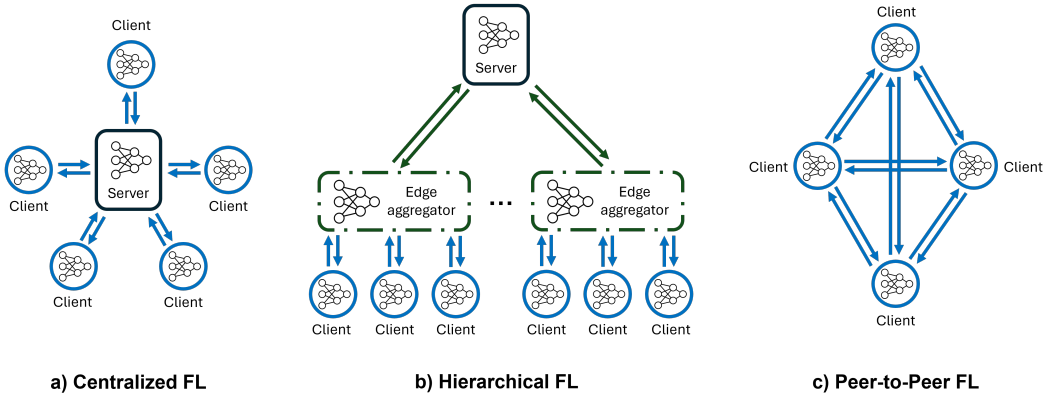 Client
Server
Client
Client
Client
Client
a) Centralized FL
Server
Edge
aggregator
...
Edge
aggregator
Client
Client
Client
Client
Client
Client
b) Hierarchical FL
Client
Client
Client
Client
c) Peer-to-Peer FL